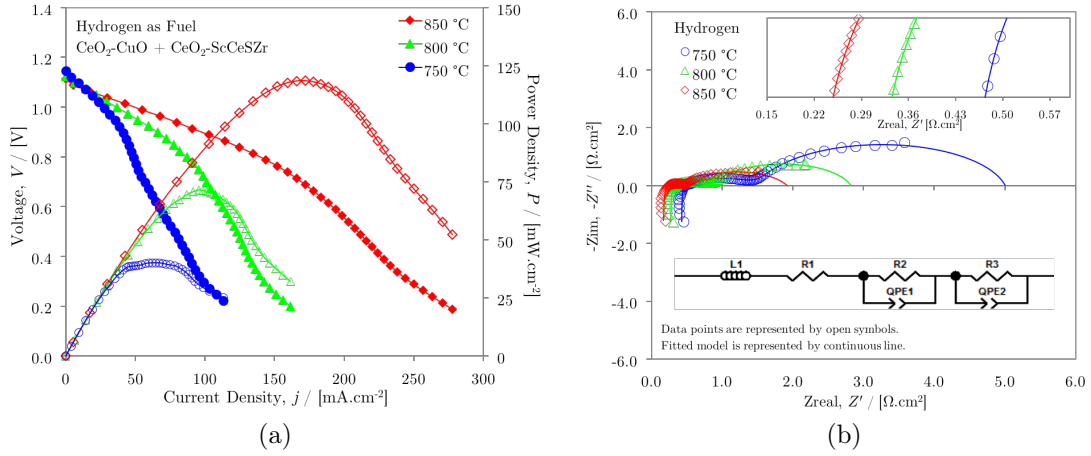 1.4
1.2
1.0
0.8
0.6
0.4
0.2
0.0
Voltage, V / [V]
Hydrogen as Fuel
CeO₂-CuO + CeO₂-ScCeSZr
850 °C
800 °C
750 °C
150
125
100
75
50
25
0
Power Density, P / [mW.cm⁻²]
0 50 100 150 200 250 300
Current Density, j / [mA.cm⁻²]
(a)
6.0
4.0
2.0
0.0
-2.0
-4.0
-6.0
-Zim, -Z′′ / [Ω.cm²]
Hydrogen
750 °C
800 °C
850 °C
0.15 0.22 0.29 0.36 0.43 0.50 0.57
Zreal, Z′ [Ω.cm²]
L1 R1 R2 R3
QPE1 QPE2
Data points are represented by open symbols.
Fitted model is represented by continuous line.
0.0 1.0 2.0 3.0 4.0 5.0 6.0
Zreal, Z′ / [Ω.cm²]
(b)